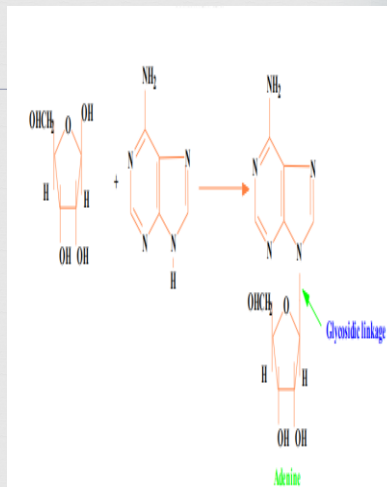 NH₂
NH₂
OH
OHCH₂
O
N
N
N
N
H
H
+
N
N
N
N
OH OH
H
OHCH₂
O
Glycosidic linkage
H
H
OH OH
Adenine